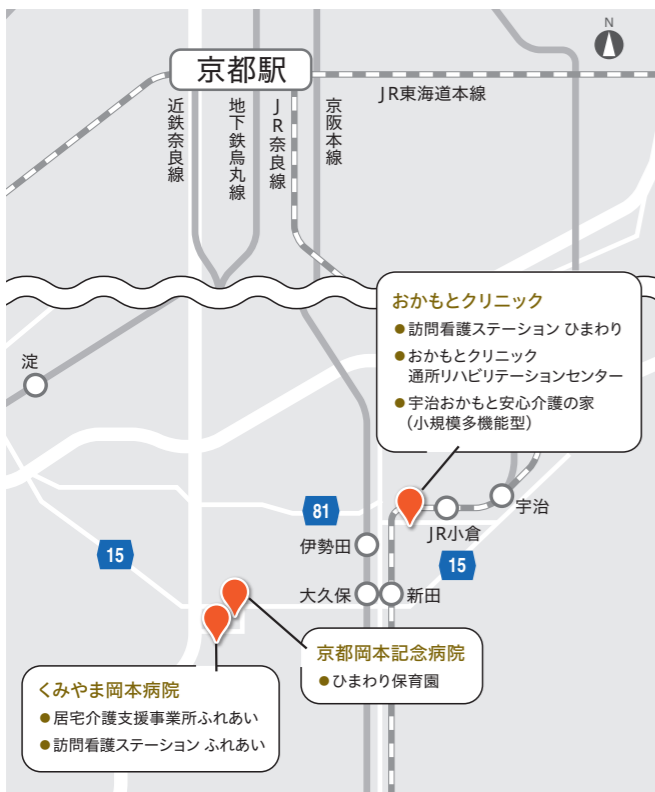 N
京都駅
JR東海道本線
近鉄奈良線
地下鉄烏丸線
JR奈良線
京阪本線
おかもとクリニック
●訪問看護ステーション ひまわり
●おかもとクリニック
通所リハビリテーションセンター
●宇治おかもと安心介護の家
(小規模多機能型)
淀
宇治
81
JR小倉
伊勢田
15
15
大久保
新田
京都岡本記念病院
●ひまわり保育園
くみやま岡本病院
●居宅介護支援事業所ふれあい
●訪問看護ステーション ふれあい